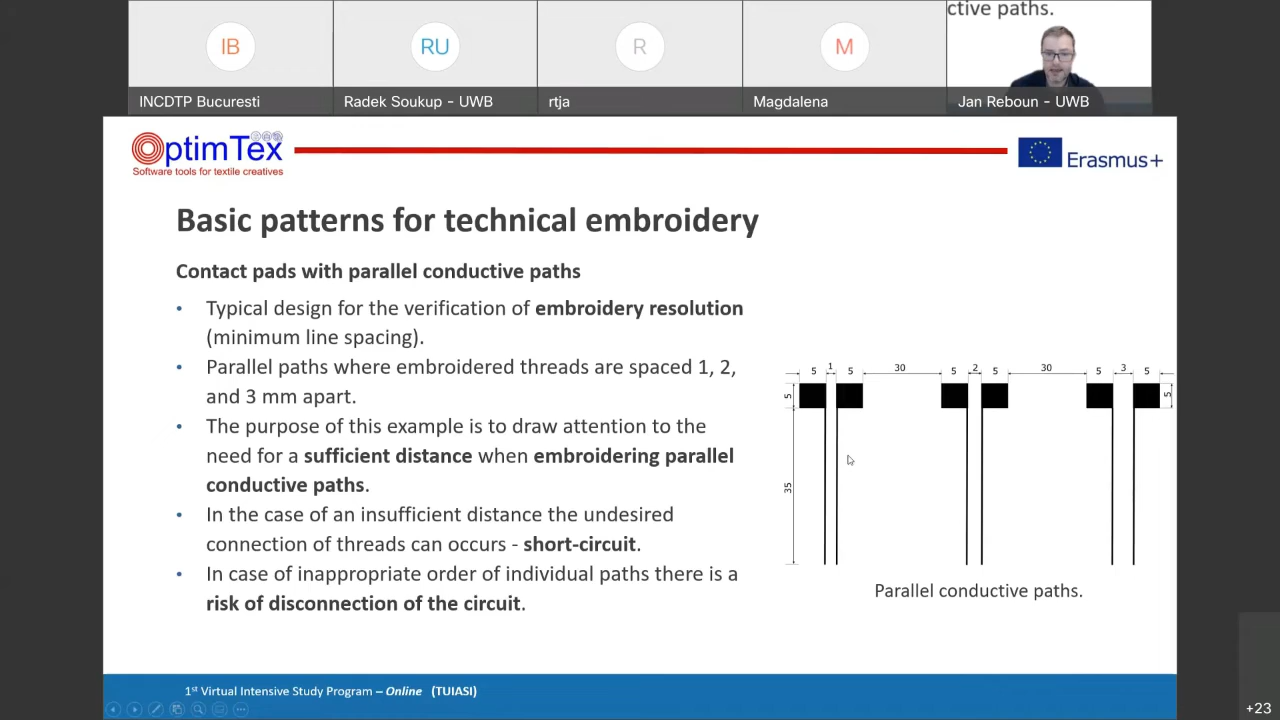 ctive paths.
IB
RU
R
M
INCDTP Bucuresti
Radek Soukup - UWB
rtja
Magdalena
Jan Reboun - UWB
OptimTex
Software tools for textile creatives
Erasmus+
Basic patterns for technical embroidery
Contact pads with parallel conductive paths
• Typical design for the verification of embroidery resolution
(minimum line spacing).
• Parallel paths where embroidered threads are spaced 1, 2,
and 3 mm apart.
• The purpose of this example is to draw attention to the
need for a sufficient distance when embroidering parallel
conductive paths.
• In the case of an insufficient distance the undesired
connection of threads can occurs - short-circuit.
• In case of inappropriate order of individual paths there is a
risk of disconnection of the circuit.
5 1 5 30 5 2 5 30 5 3 5
5
5
35
Parallel conductive paths.
1st Virtual Intensive Study Program – Online (TUIASI)
+23